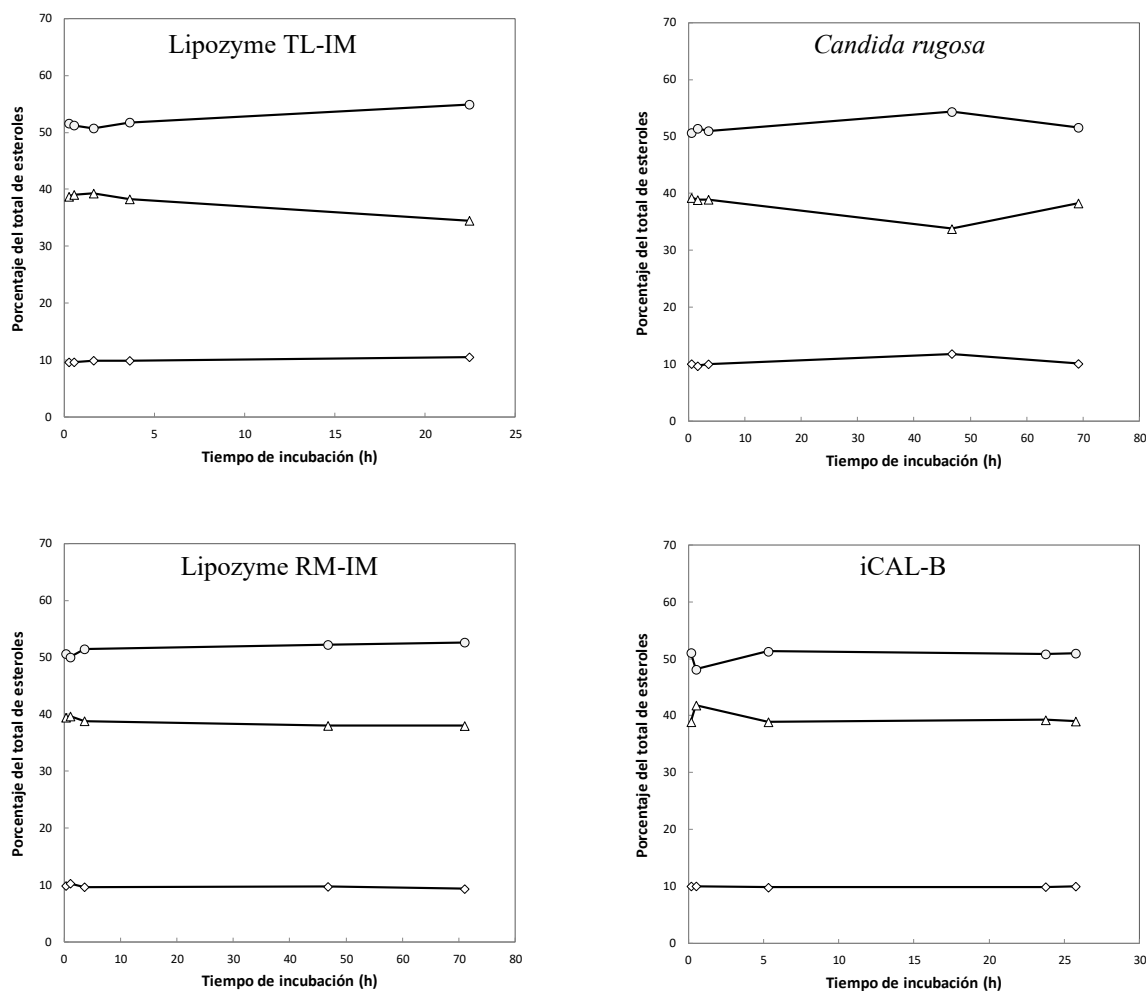 Lipozyme TL-IM
Porcentaje del total de esteroles
70
60
50
40
30
20
10
0
0 5 10 15 20 25
Tiempo de incubación (h)
Candida rugosa
Porcentaje del total de esteroles
70
60
50
40
30
20
10
0
0 10 20 30 40 50 60 70 80
Tiempo de incubación (h)
Lipozyme RM-IM
Porcentaje del total de esteroles
70
60
50
40
30
20
10
0
0 10 20 30 40 50 60 70 80
Tiempo de incubación (h)
iCAL-B
Porcentaje del total de esteroles
70
60
50
40
30
20
10
0
0 5 10 15 20 25 30
Tiempo de incubación (h)